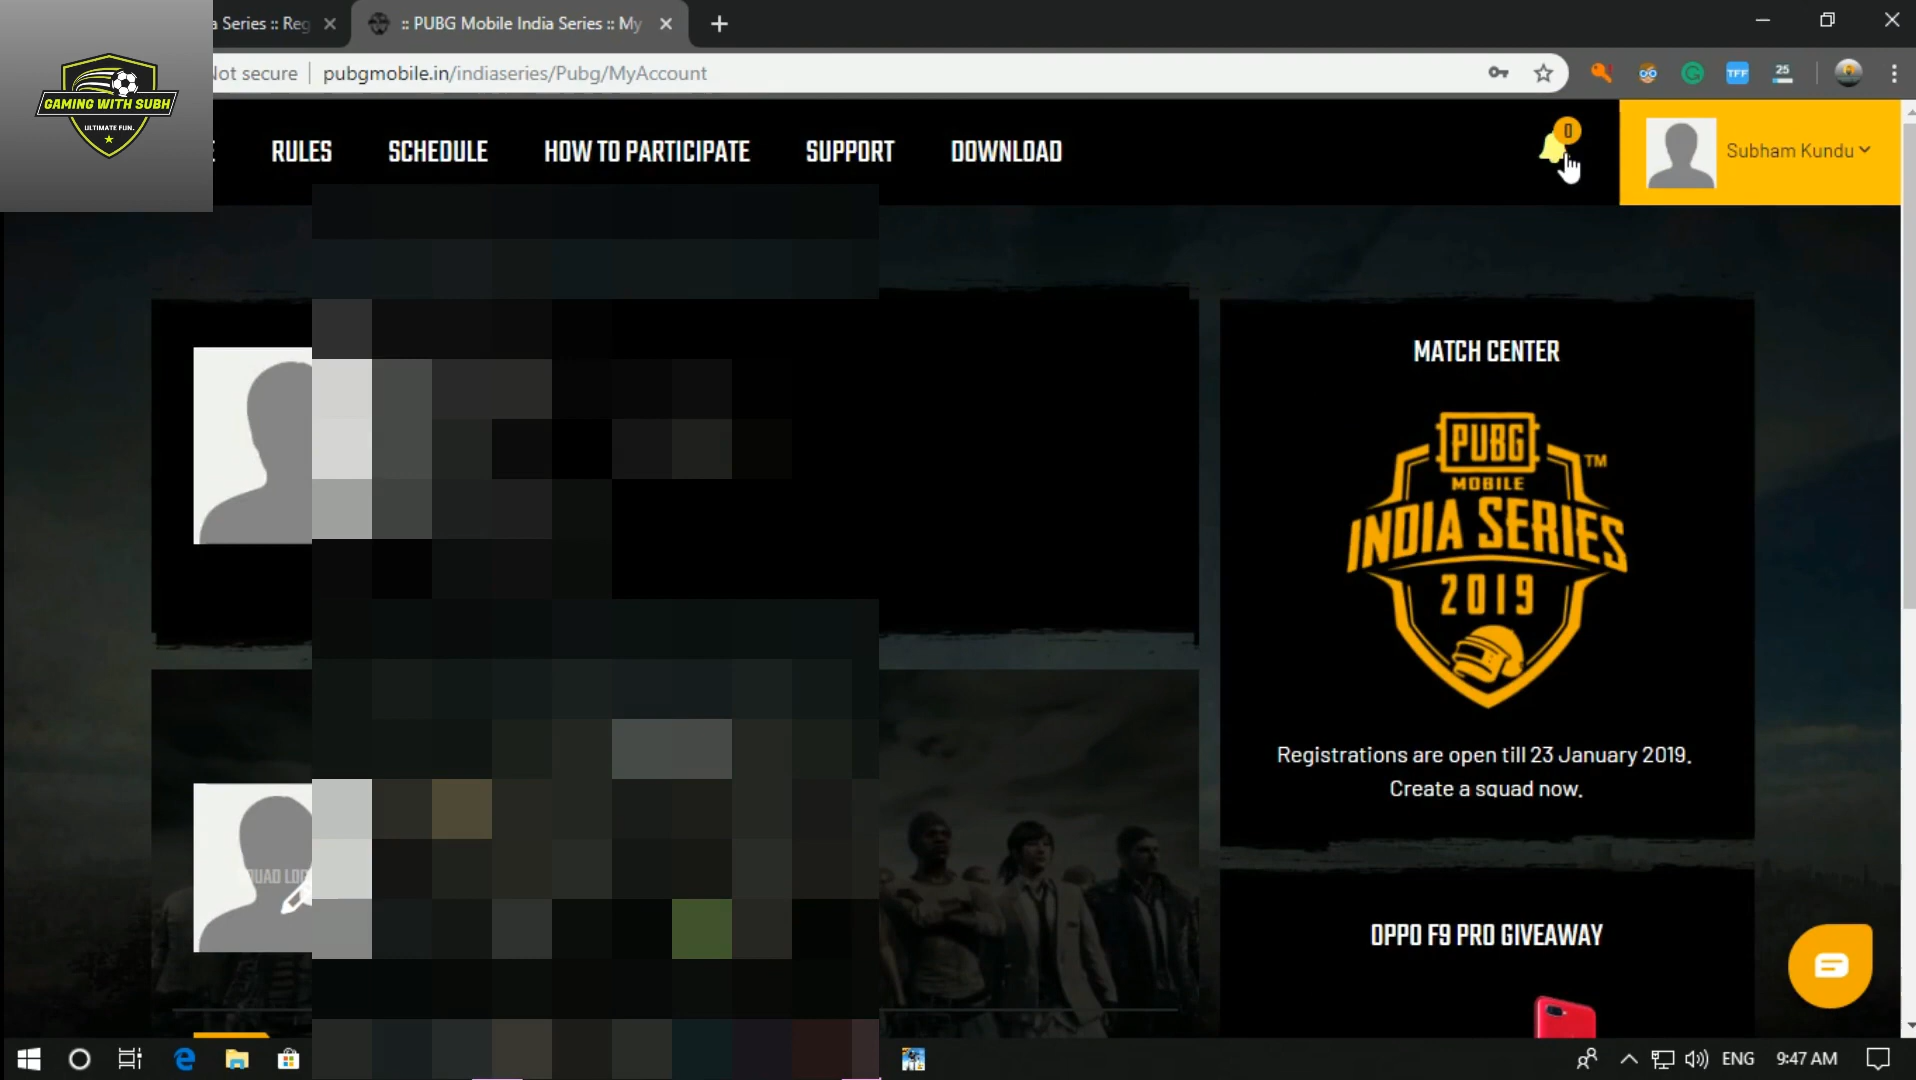 a Series :: Reg
:: PUBG Mobile India Series :: My
Not secure
pubgmobile.in/indiaseries/Pubg/MyAccount
TFF
25
GAMING WITH SUBH
ULTIMATE FUN.
RULES
SCHEDULE
HOW TO PARTICIPATE
SUPPORT
DOWNLOAD
0
Subham Kundu
MATCH CENTER
PUBG
MOBILE
INDIA SERIES
TM
2019
Registrations are open till 23 January 2019.
Create a squad now.
OPPO F9 PRO GIVEAWAY
ENG
9:47 AM